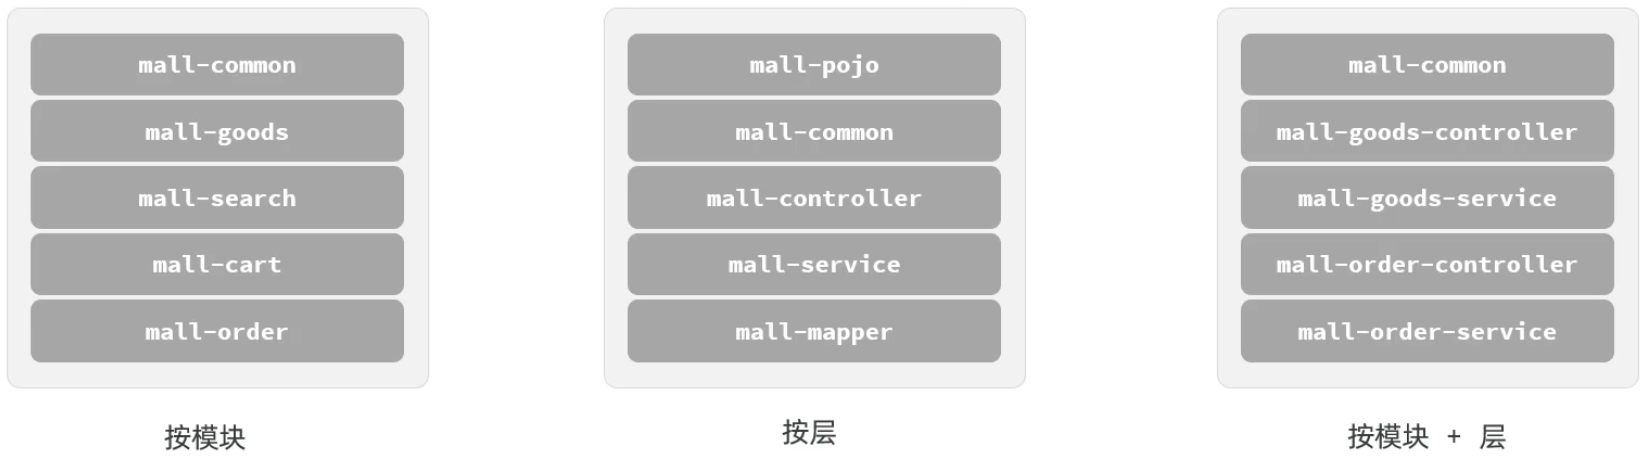 mall-common
mall-goods
mall-search
mall-cart
mall-order
按模块
mall-pojo
mall-common
mall-controller
mall-service
mall-mapper
按层
mall-common
mall-goods-controller
mall-goods-service
mall-order-controller
mall-order-service
按模块 + 层